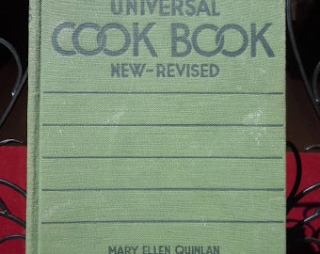 UNIVERSAL
COOK BOOK
NEW-REVISED
MARY ELLEN QUINLAN